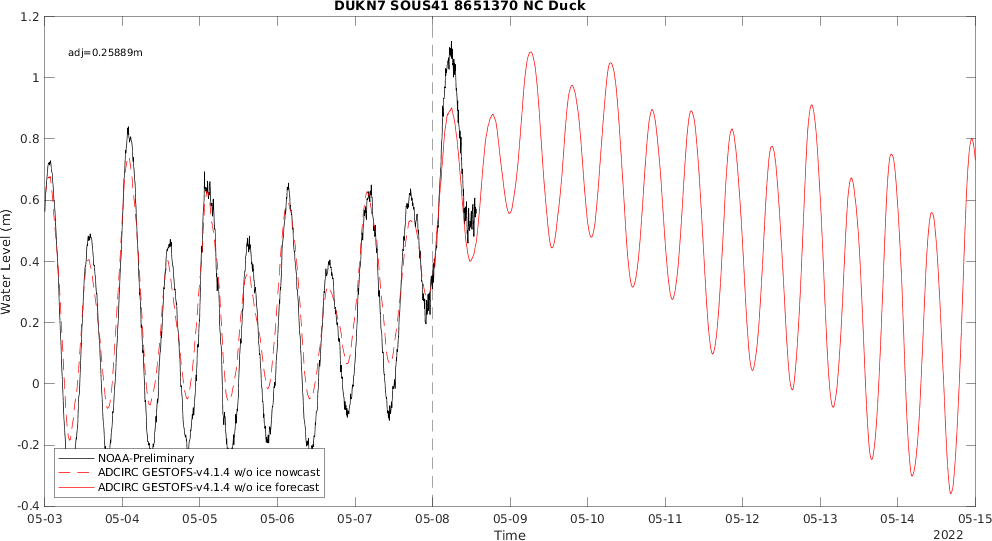 DUKN7 SOUS41 8651370 NC Duck
adj=0.25889m
1.2
1
0.8
0.6
0.4
0.2
0
-0.2
-0.4
Water Level (m)
NOAA-Preliminary
ADCIRC GESTOFS-v4.1.4 w/o ice nowcast
ADCIRC GESTOFS-v4.1.4 w/o ice forecast
05-03 05-04 05-05 05-06 05-07 05-08 05-09 05-10 05-11 05-12 05-13 05-14 05-15
Time
2022